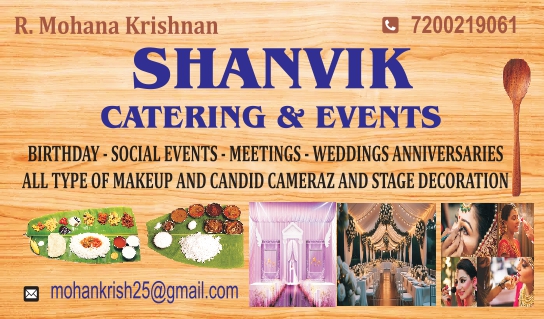 R. Mohana Krishnan
7200219061
SHANVIK
CATERING & EVENTS
BIRTHDAY - SOCIAL EVENTS - MEETINGS - WEDDINGS ANNIVERSARIES
ALL TYPE OF MAKEUP AND CANDID CAMERAZ AND STAGE DECORATION
mohankrish25@gmail.com